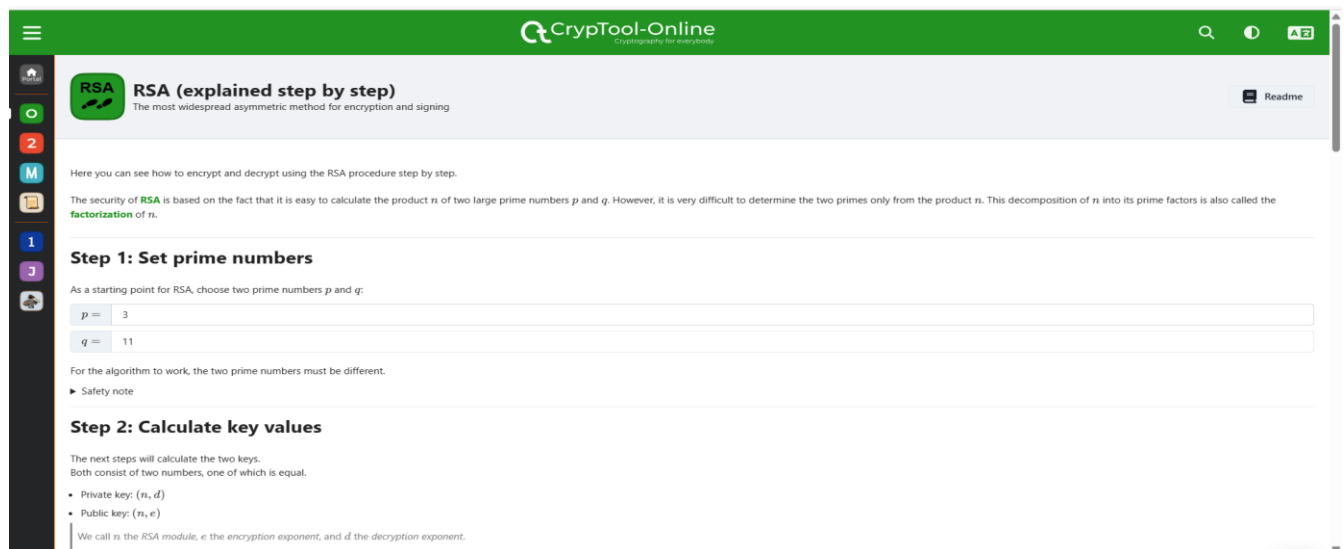 CrypTool-Online
Cryptography for everybody
Portal
O
2
M
1
J
RSA
RSA (explained step by step)
The most widespread asymmetric method for encryption and signing
Readme
Here you can see how to encrypt and decrypt using the RSA procedure step by step.
The security of RSA is based on the fact that it is easy to calculate the product n of two large prime numbers p and q. However, it is very difficult to determine the two primes only from the product n. This decomposition of n into its prime factors is also called the
factorization of n.
Step 1: Set prime numbers
As a starting point for RSA, choose two prime numbers p and q:
p = 3
q = 11
For the algorithm to work, the two prime numbers must be different.
► Safety note
Step 2: Calculate key values
The next steps will calculate the two keys.
Both consist of two numbers, one of which is equal.
• Private key: (n, d)
• Public key: (n, e)
We call n the RSA module, e the encryption exponent, and d the decryption exponent.